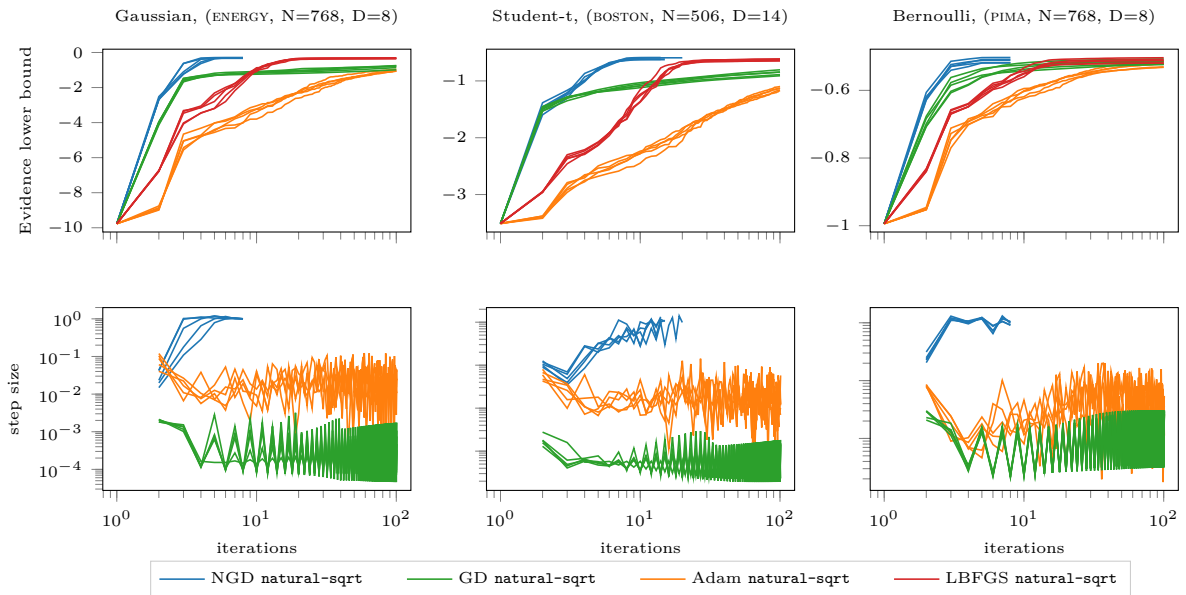 Gaussian, (ENERGY, N=768, D=8)
Student-t, (BOSTON, N=506, D=14)
Bernoulli, (PIMA, N=768, D=8)
Evidence lower bound
0
−2
−4
−6
−8
−10
−1
−2
−3
−0.6
−0.8
−1
step size
10^0
10^−1
10^−2
10^−3
10^−4
10^0
10^1
10^2
iterations
10^0
10^1
10^2
iterations
10^0
10^1
10^2
iterations
NGD natural-sqrt
GD natural-sqrt
Adam natural-sqrt
LBFGS natural-sqrt